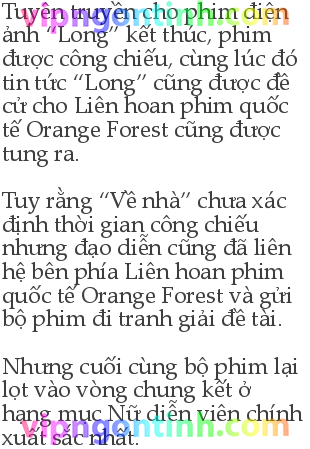 Tuyên truyền cho phim điện
ảnh “Long” kết thúc, phim
được công chiếu, cùng lúc đó
tin tức “Long” cũng được đề
cử cho Liên hoan phim quốc
tế Orange Forest cũng được
tung ra.
Tuy rằng “Về nhà” chưa xác
định thời gian công chiếu
nhưng đạo diễn cũng đã liên
hệ bên phía Liên hoan phim
quốc tế Orange Forest và gửi
bộ phim đi tranh giải đề tài.
Nhưng cuối cùng bộ phim lại
lọt vào vòng chung kết ở
hạng mục Nữ diễn viên chính
xuất sắc nhất.
vipngontinh.com
vipngontinh.com